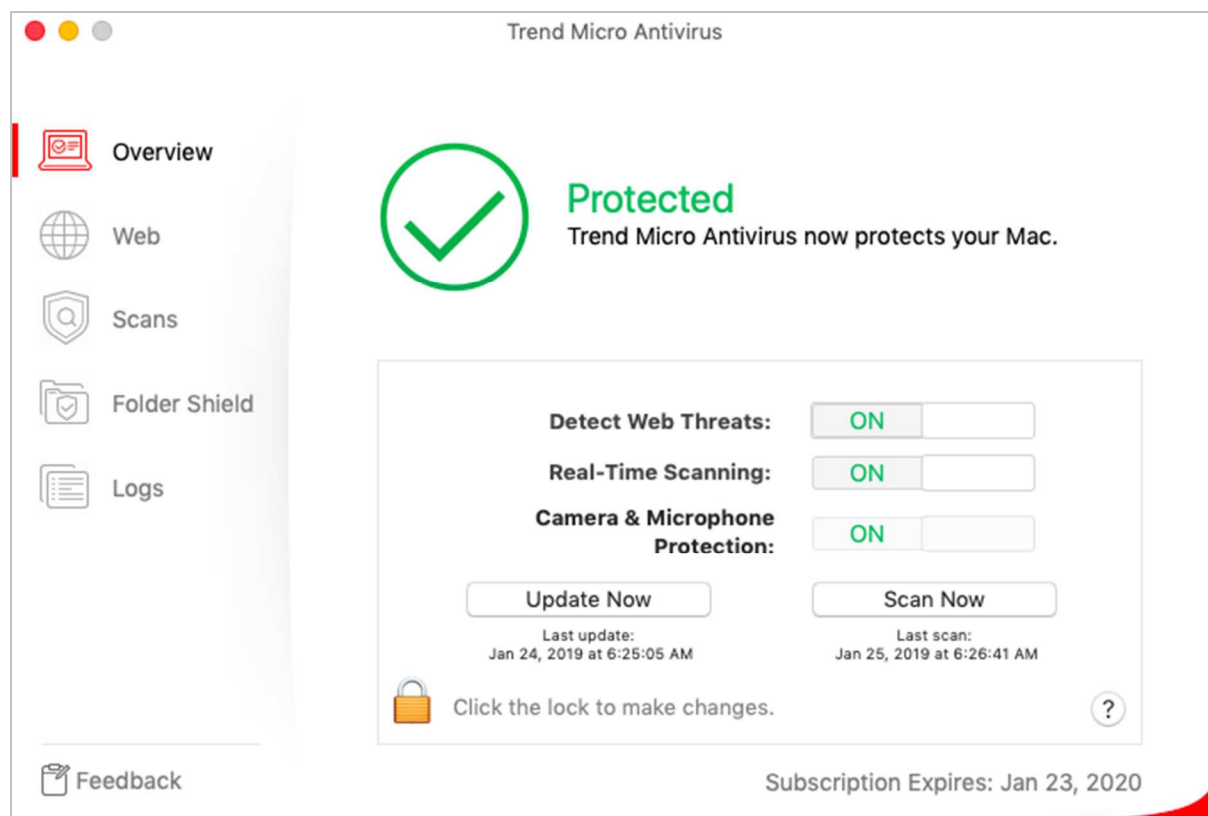 Trend Micro Antivirus
Overview
Web
Scans
Folder Shield
Logs
Feedback
Protected
Trend Micro Antivirus now protects your Mac.
Detect Web Threats: ON
Real-Time Scanning: ON
Camera & Microphone
Protection: ON
Update Now
Last update:
Jan 24, 2019 at 6:25:05 AM
Scan Now
Last scan:
Jan 25, 2019 at 6:26:41 AM
Click the lock to make changes.
?
Subscription Expires: Jan 23, 2020